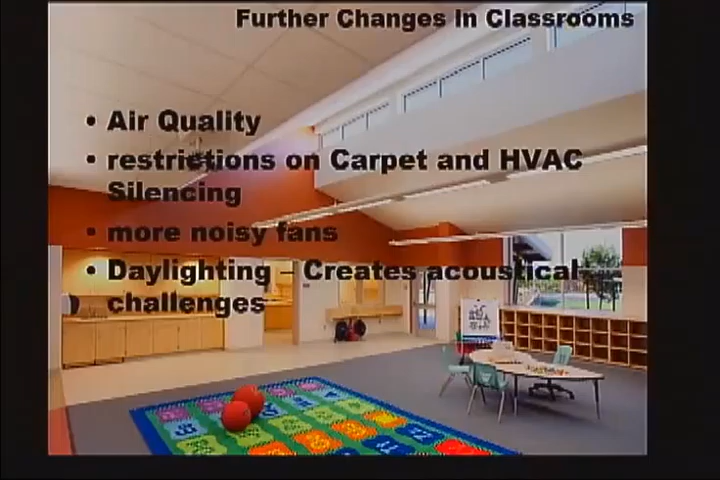 Further Changes in Classrooms
• Air Quality
• restrictions on Carpet and HVAC
Silencing
• more noisy fans
• Daylighting – Creates acoustical
challenges